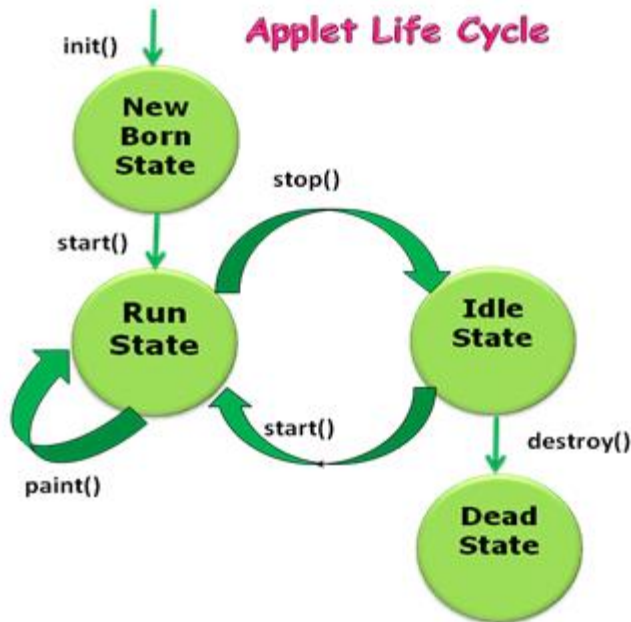 Applet Life Cycle
init()
New
Born
State
stop()
start()
Run
State
Idle
State
start()
destroy()
paint()
Dead
State